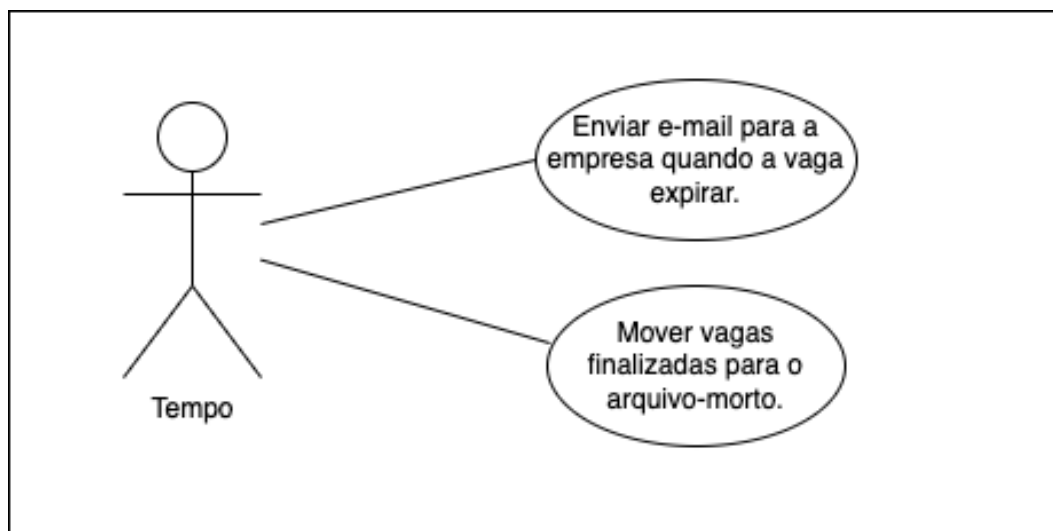 Enviar e-mail para a
empresa quando a vaga
expirar.
Mover vagas
finalizadas para o
arquivo-morto.
Tempo